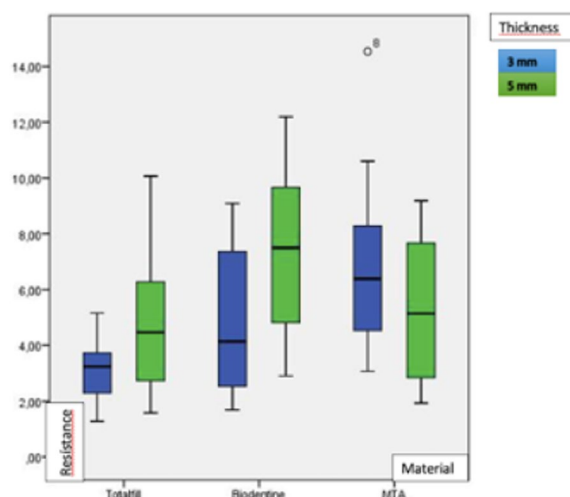 Thickness
3 mm
5 mm
8
14,00
12,00
10,00
8,00
6,00
4,00
2,00
,00
Resistance
Material
Totalfill
Biodentine
MTA